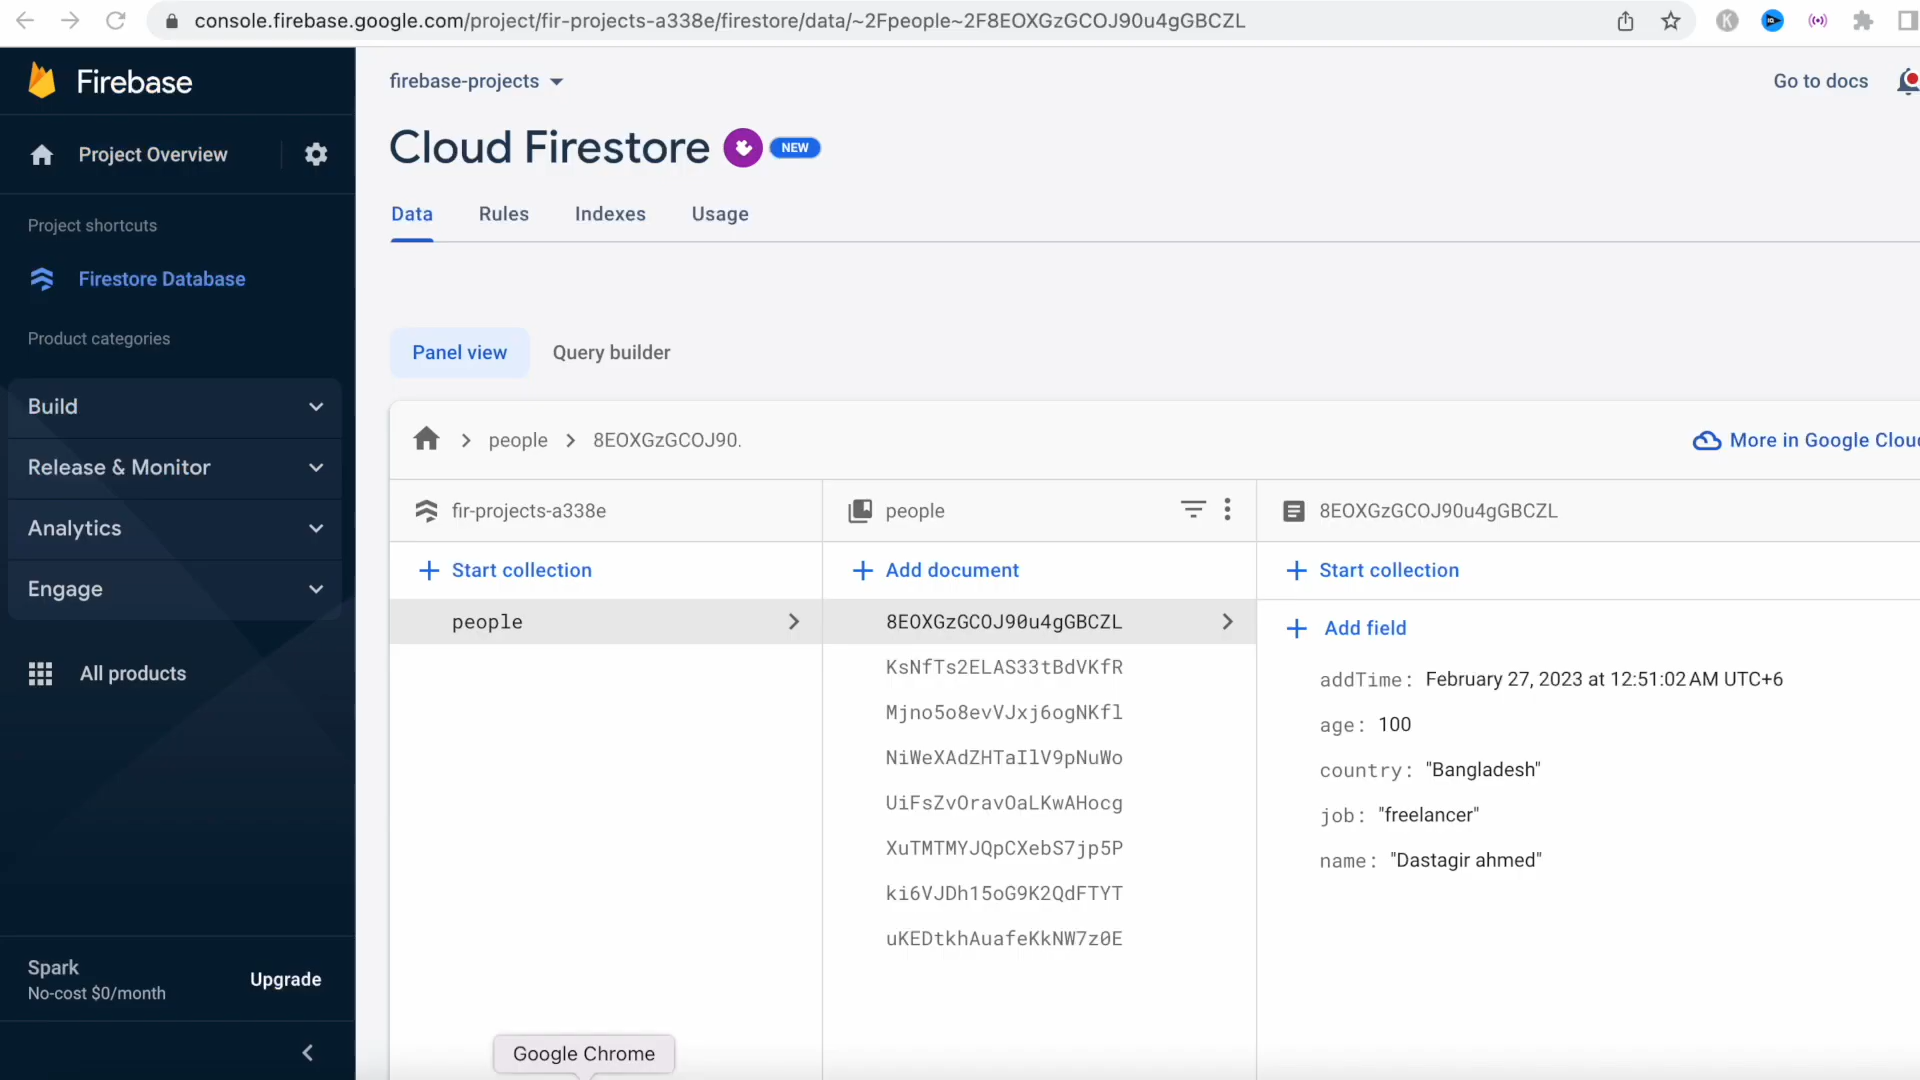 console.firebase.google.com/project/fir-projects-a338e/firestore/data/~2Fpeople~2F8EOXGzGCOJ90u4gGBCZL
Firebase
firebase-projects
Go to docs
Project Overview
Cloud Firestore
NEW
Data
Rules
Indexes
Usage
Project shortcuts
Firestore Database
Product categories
Build
Release & Monitor
Analytics
Engage
All products
Spark
No-cost $0/month
Upgrade
Panel view
Query builder
people
8EOXGzGCOJ90.
More in Google Clou
fir-projects-a338e
Start collection
people
people
Add document
8EOXGzGCOJ90u4gGBCZL
KsNfTs2ELAS33tBdVKfR
Mjno5o8evVJxj6ogNKfl
NiWeXAdZHTaIlV9pNuWo
UiFsZvOravOaLKwAHocg
XuTMTMYJQpCXebS7jp5P
ki6VJDh15oG9K2QdFTYT
uKEDtkhAuafeKkNW7z0E
8EOXGzGCOJ90u4gGBCZL
Start collection
Add field
addTime: February 27, 2023 at 12:51:02 AM UTC+6
age: 100
country: "Bangladesh"
job: "freelancer"
name: "Dastagir ahmed"
Google Chrome